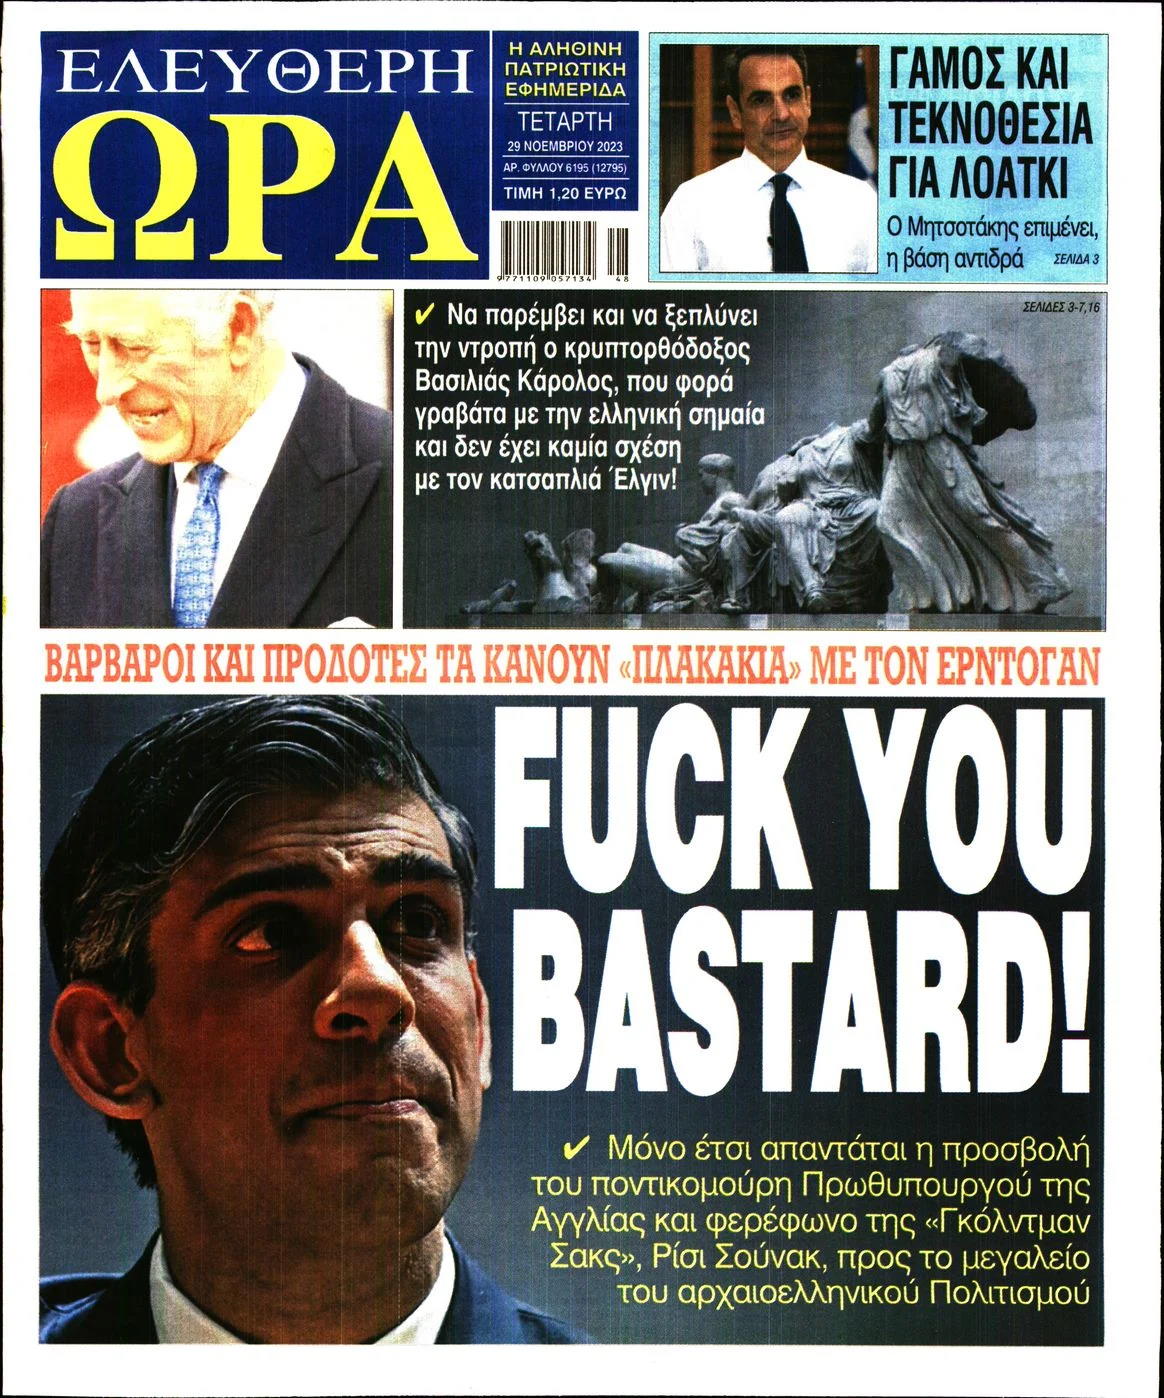 ΕΛΕΥΘΕΡΗ
ΩΡΑ
Η ΑΛΗΘΙΝΗ
ΠΑΤΡΙΩΤΙΚΗ
ΕΦΗΜΕΡΙΔΑ
ΤΕΤΑΡΤΗ
29 ΝΟΕΜΒΡΙΟΥ 2023
ΑΡ. ΦΥΛΛΟΥ 6195 (12795)
ΤΙΜΗ 1,20 ΕΥΡΩ
9 771109 057134
48
ΓΑΜΟΣ ΚΑΙ
ΤΕΚΝΟΘΕΣΙΑ
ΓΙΑ ΛΟΑΤΚΙ
Ο Μητσοτάκης επιμένει,
η βάση αντιδρά ΣΕΛΙΔΑ 3
ΣΕΛΙΔΕΣ 3-7,16
✔ Να παρέμβει και να ξεπλύνει
την ντροπή ο κρυπτορθόδοξος
Βασιλιάς Κάρολος, που φορά
γραβάτα με την ελληνική σημαία
και δεν έχει καμία σχέση
με τον κατσαπλιά Έλγιν!
ΒΑΡΒΑΡΟΙ ΚΑΙ ΠΡΟΔΟΤΕΣ ΤΑ ΚΑΝΟΥΝ «ΠΛΑΚΑΚΙΑ» ΜΕ ΤΟΝ ΕΡΝΤΟΓΑΝ
FUCK YOU
BASTARD!
✔ Μόνο έτσι απαντάται η προσβολή
του ποντικομούρη Πρωθυπουργού της
Αγγλίας και φερέφωνο της «Γκόλντμαν
Σακς», Ρίσι Σούνακ, προς το μεγαλείο
του αρχαιοελληνικού Πολιτισμού